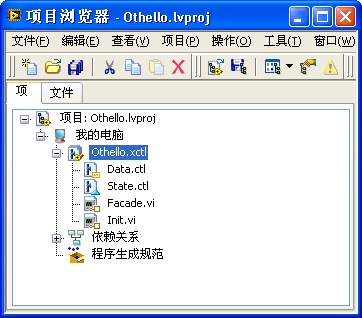 项目浏览器 - Othello.lvproj
文件(F) 编辑(E) 查看(V) 项目(P) 操作(O) 工具(T) 窗口(W)
项 文件
项目: Othello.lvproj
我的电脑
Othello.xctl
Data.ctl
State.ctl
Facade.vi
Init.vi
依赖关系
程序生成规范